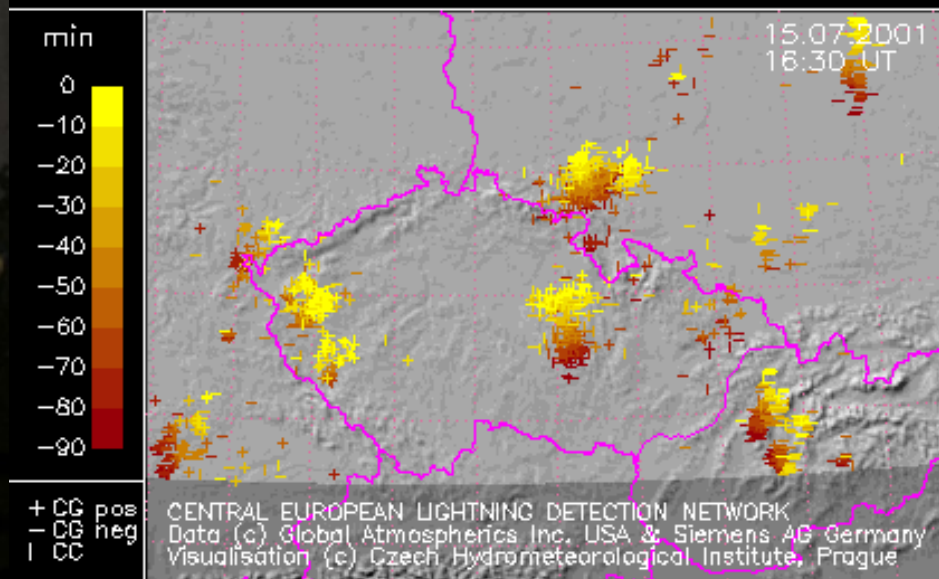 min
15.07.2001
16:30 UT
0
-10
-20
-30
-40
-50
-60
-70
-80
-90
+ CG pos
- CG neg
I CC
CENTRAL EUROPEAN LIGHTNING DETECTION NETWORK
Data (c) Global Atmospherics Inc. USA & Siemens AG Germany
Visualisation (c) Czech Hydrometeorological Institute, Prague